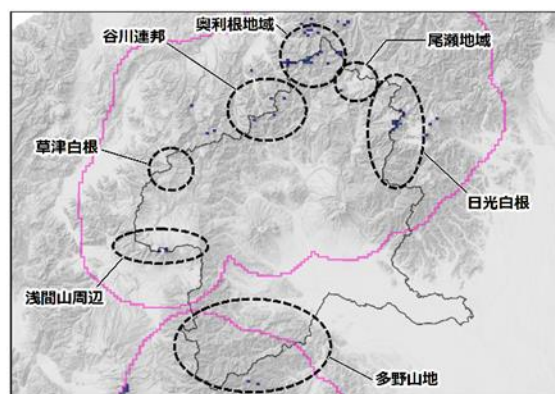 奥利根地域
谷川連邦
尾瀬地域
草津白根
日光白根
浅間山周辺
多野山地